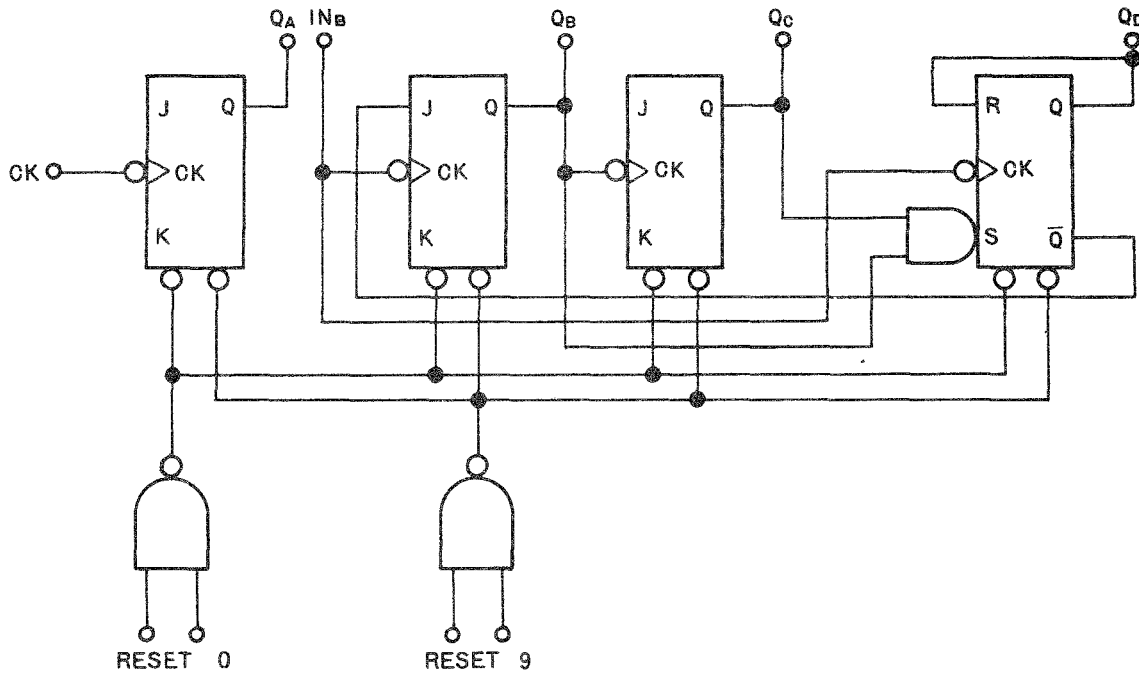 QA INB QB QC QD
J Q J Q J Q R Q
CK CK CK CK CK
K K K S Q̅
RESET 0 RESET 9